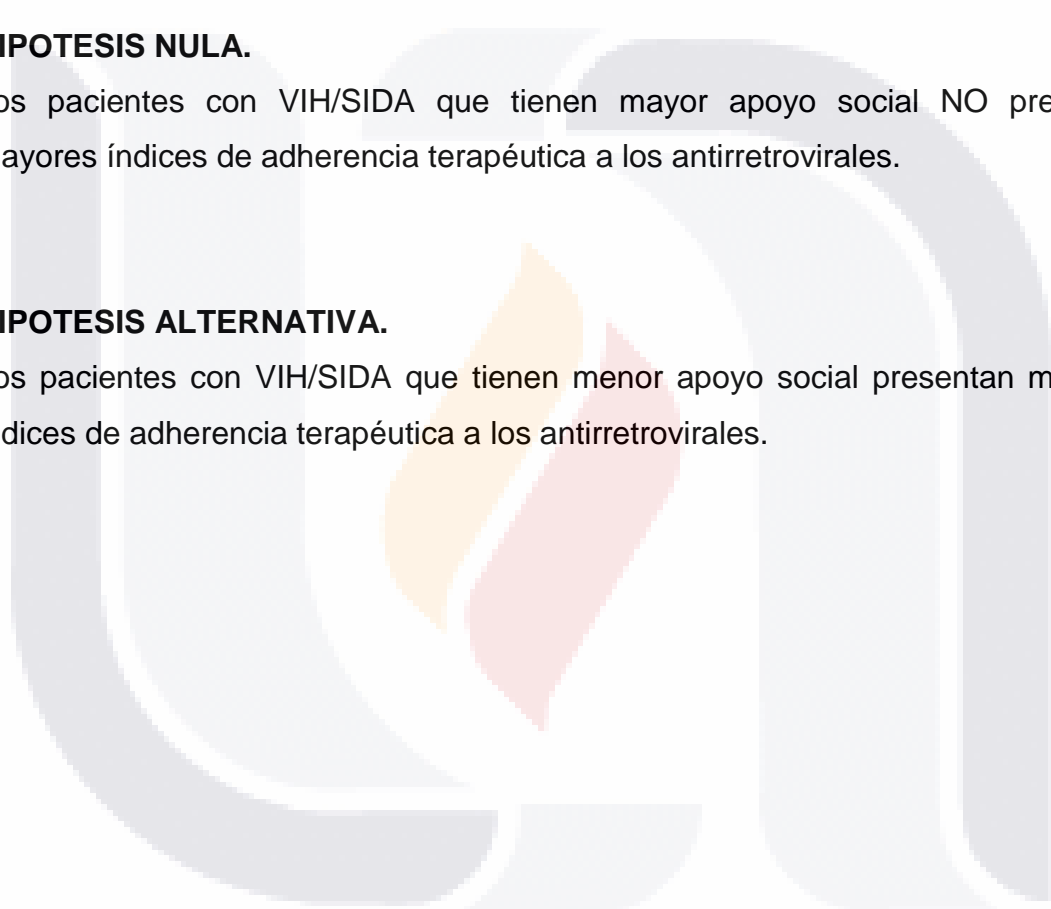 IPOTESIS NULA.
os pacientes con VIH/SIDA que tienen mayor apoyo social NO pre
ayores índices de adherencia terapéutica a los antirretrovirales.
IPOTESIS ALTERNATIVA.
os pacientes con VIH/SIDA que tienen menor apoyo social presentan m
dices de adherencia terapéutica a los antirretrovirales.